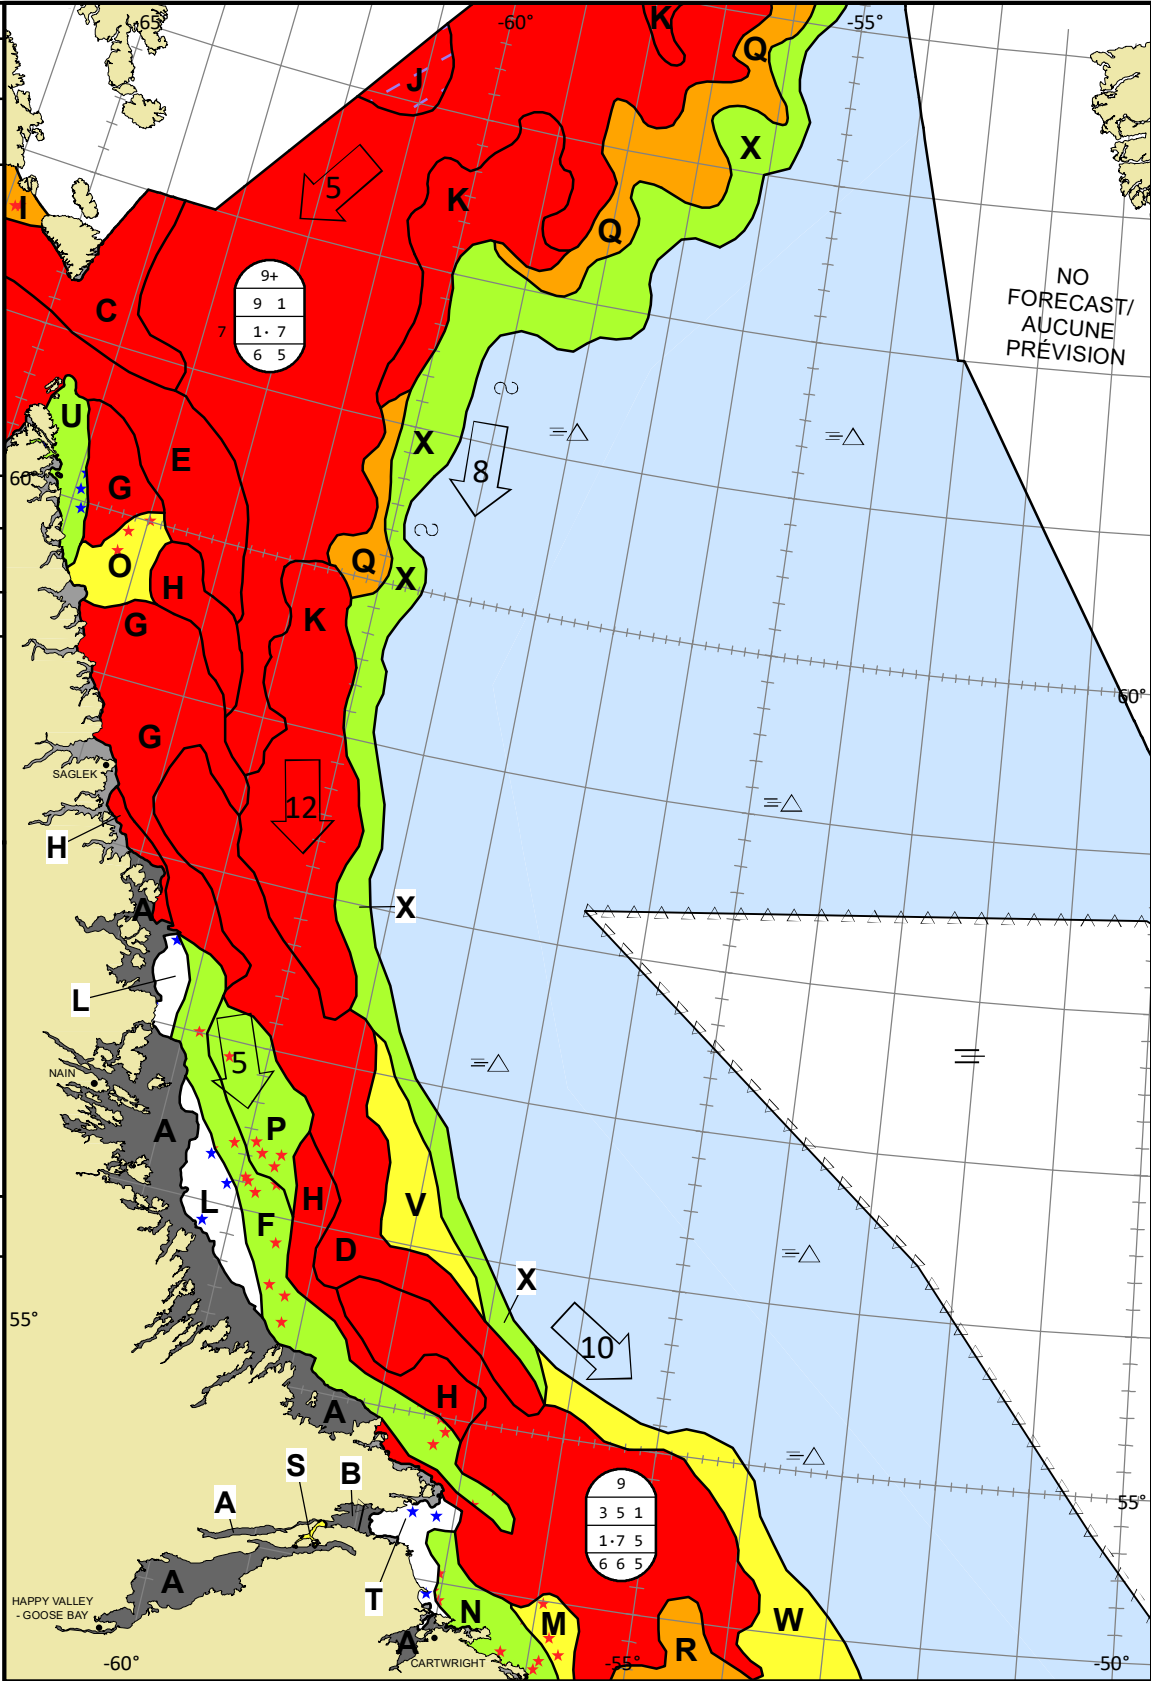 -65°
-60°
-55°
K
Q
J
X
5
K
I
Q
9+
9 1
7 1• 7
6 5
C
NO
FORECAST/
AUCUNE
PRÉVISION
U
X
E
8
60°
G
Q
O
X
H
K
G
60°
G
SAGLEK
12
H
A
X
L
5
NAIN
P
A
H
L
V
F
D
X
55°
10
H
A
S
B
9
3 5 1
1•7 5
6 6 5
A
55°
A
T
HAPPY VALLEY
- GOOSE BAY
N
M
W
A
R
CARTWRIGHT
-60°
-55°
-50°